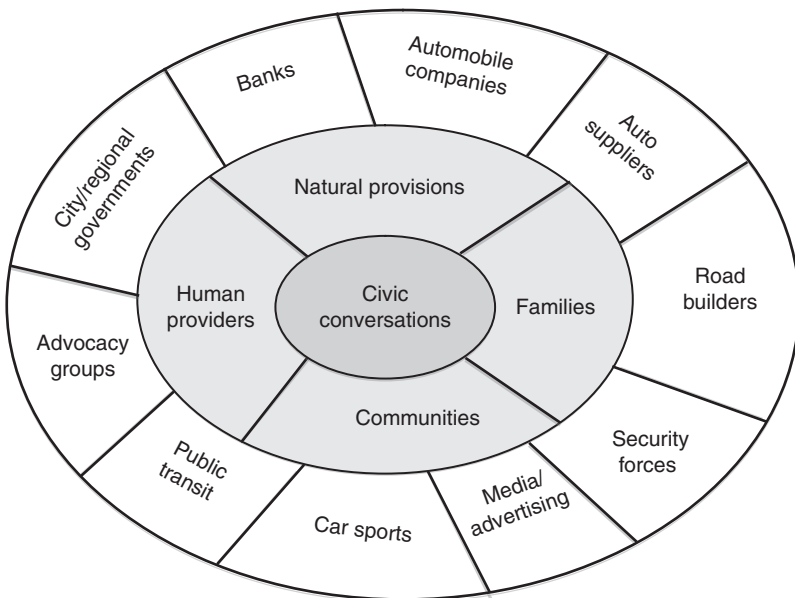 Automobile
companies
Banks
Auto
suppliers
City/regional
governments
Natural provisions
Road
builders
Human
providers
Civic
conversations
Families
Advocacy
groups
Communities
Security
forces
Public
transit
Media/
advertising
Car sports